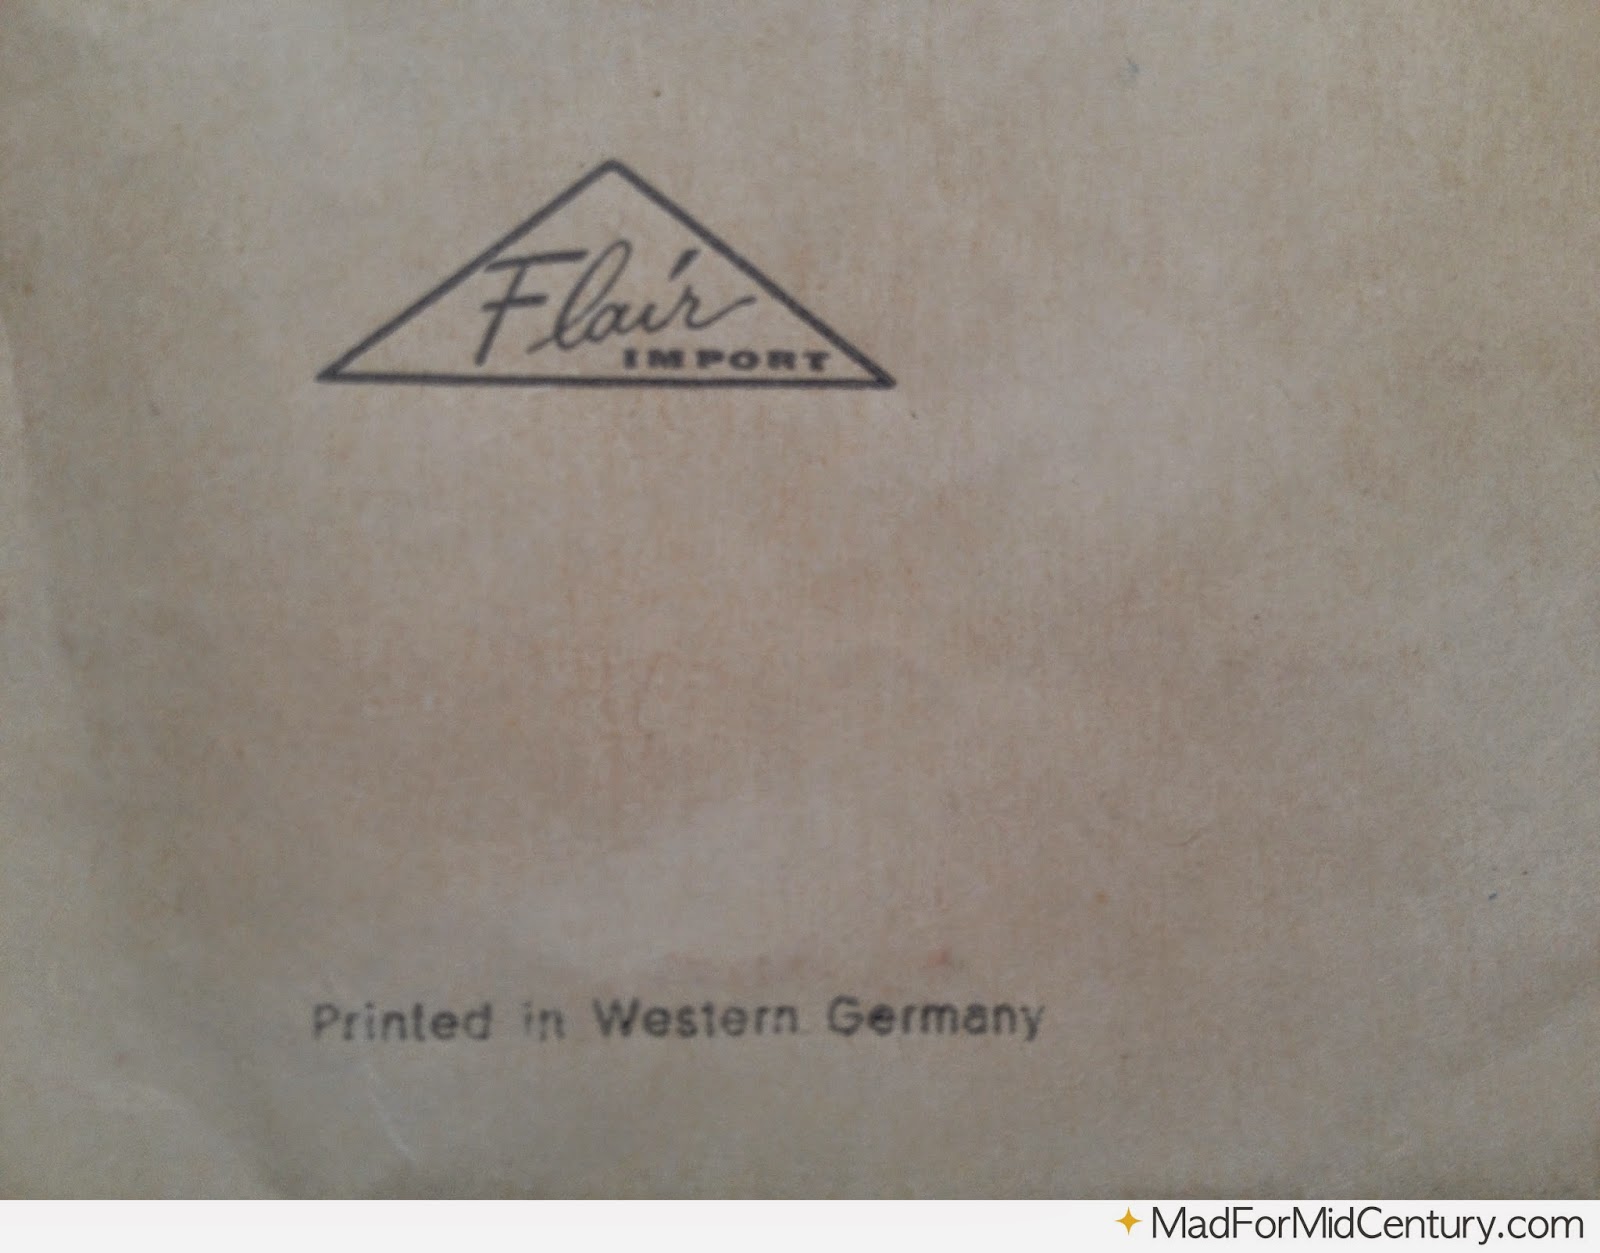 Flair
IMPORT
Printed in Western Germany
MadForMidCentury.com